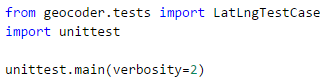 from geocoder.tests import LatLngTestCase
import unittest
unittest.main(verbosity=2)